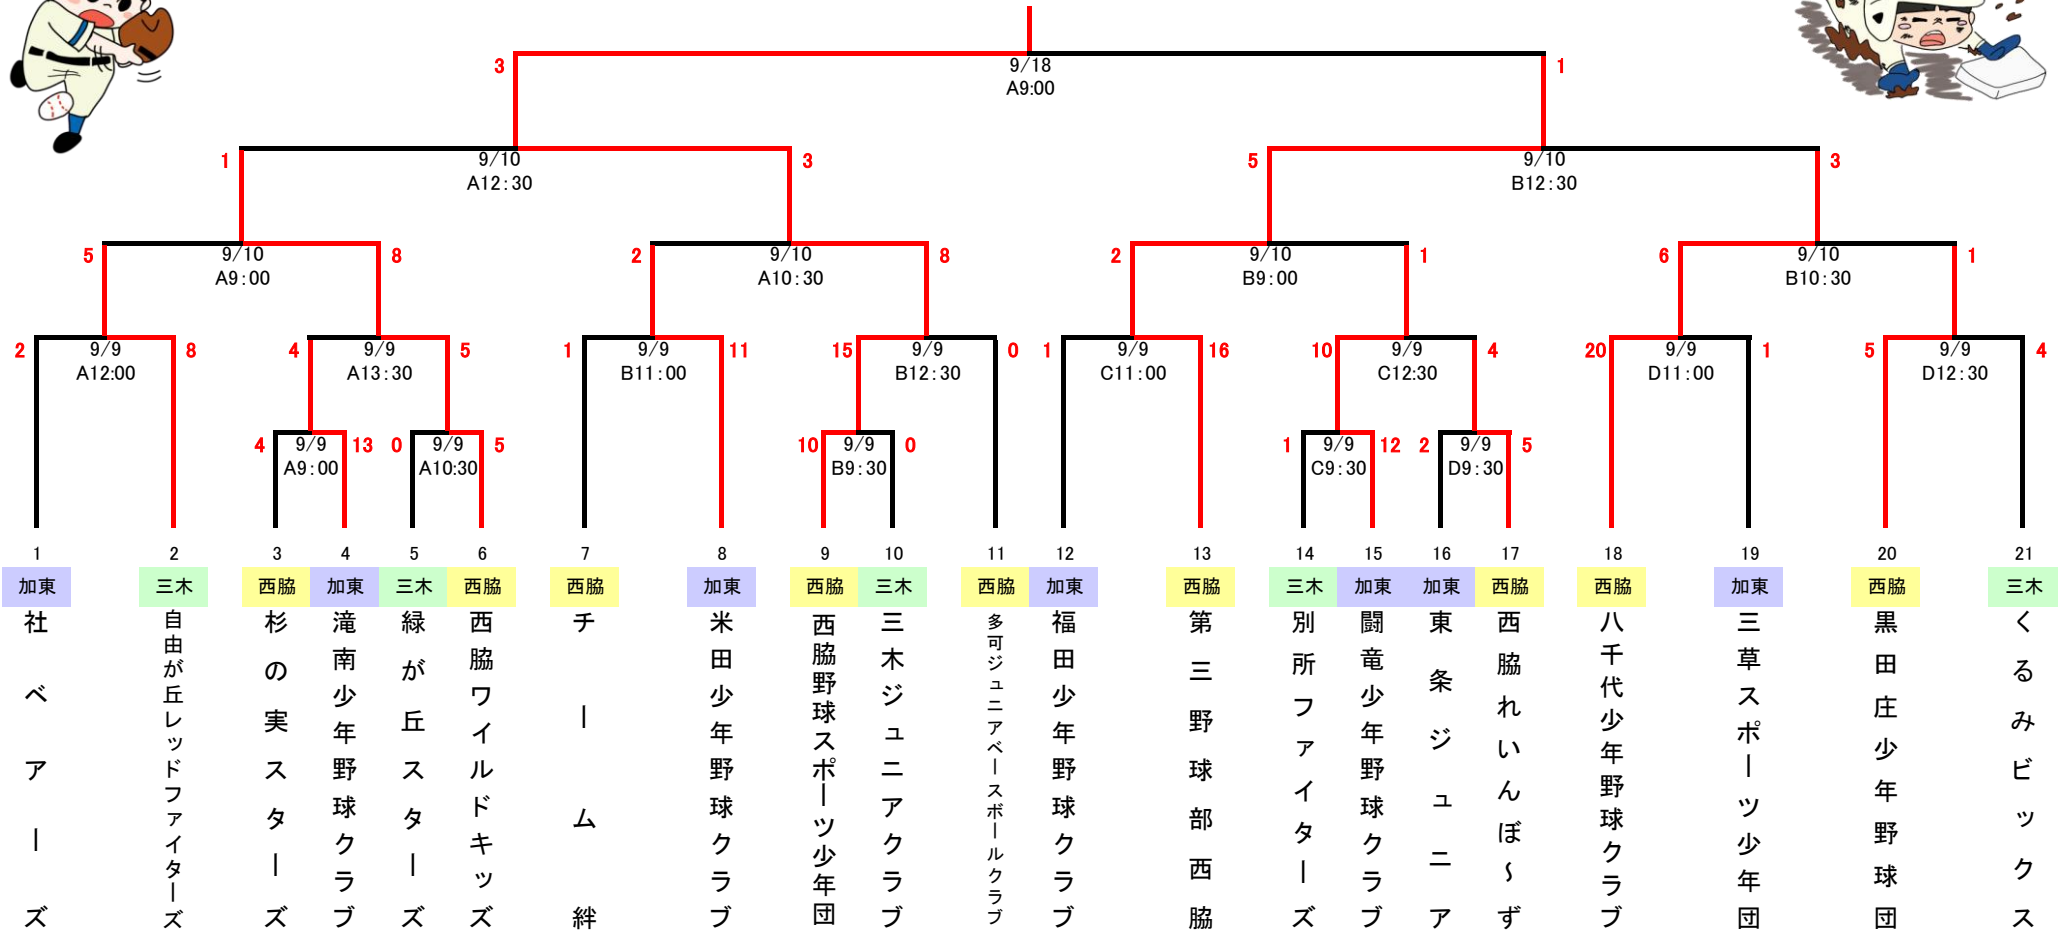 3 9/18 1
A9:00
1 9/10 3 5 9/10 3
A12:30 B12:30
5 9/10 8 2 9/10 8 2 9/10 1 6 9/10 1
A9:00 A10:30 B9:00 B10:30
2 9/9 8 4 9/9 5 1 9/9 11 15 9/9 0 1 9/9 16 10 9/9 4 20 9/9 1 5 9/9 4
A12:00 A13:30 B11:00 B12:30 C11:00 C12:30 D11:00 D12:30
4 9/9 13 0 9/9 5 10 9/9 0 1 9/9 12 2 9/9 5
A9:00 A10:30 B9:30 C9:30 D9:30
1 2 3 4 5 6 7 8 9 10 11 12 13 14 15 16 17 18 19 20 21
加東 三木 西脇 加東 三木 西脇 西脇 加東 西脇 三木 西脇 加東 西脇 三木 加東 加東 西脇 西脇 加東 西脇 三木
社ベアーズ
自由が丘レッドファイターズ
杉の実スターズ
滝南少年野球クラブ
緑が丘スターズ
西脇ワイルドキッズ
チーム絆
米田少年野球クラブ
西脇野球スポーツ少年団
三木ジュニアクラブ
多可ジュニアベースボールクラブ
福田少年野球クラブ
第三野球部西脇
別所ファイターズ
闘竜少年野球クラブ
東条ジュニア
西脇れいんぼ～ず
八千代少年野球クラブ
三草スポーツ少年団
黒田庄少年野球団
くるみビックス